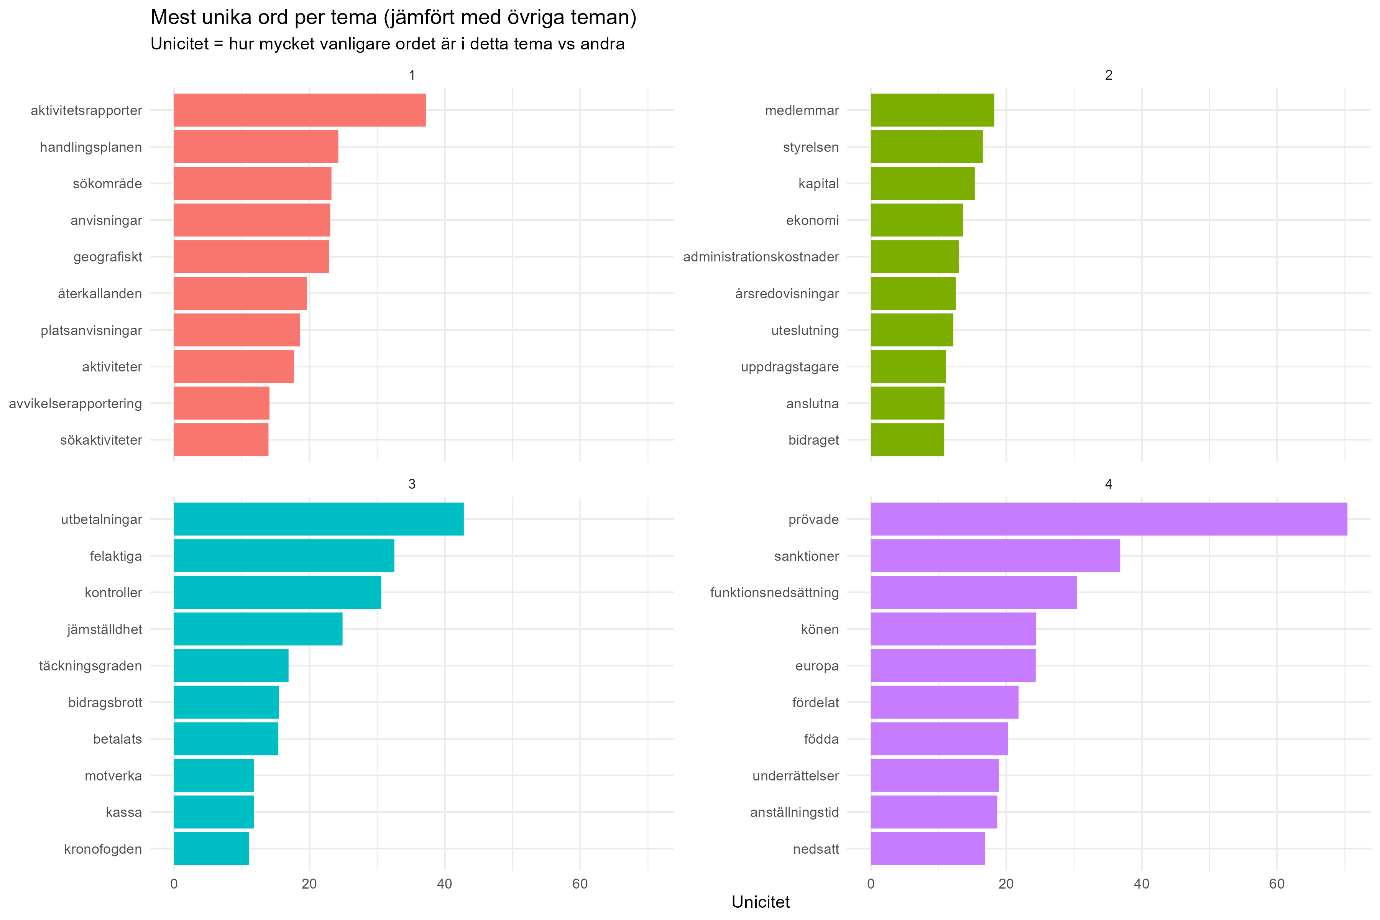 Mest unika ord per tema (jämfört med övriga teman)
Unicitet = hur mycket vanligare ordet är i detta tema vs andra
1
aktivitetsrapporter
handlingsplanen
sökområde
anvisningar
geografiskt
återkallanden
platsanvisningar
aktiviteter
avvikelserapportering
sökaktiviteter
2
medlemmar
styrelsen
kapital
ekonomi
administrationskostnader
årsredovisningar
uteslutning
uppdragstagare
anslutna
bidraget
3
utbetalningar
felaktiga
kontroller
jämställdhet
täckningsgraden
bidragsbrott
betalats
motverka
kassa
kronofogden
0 20 40 60
4
prövade
sanktioner
funktionsnedsättning
könen
europa
fördelat
födda
underrättelser
anställningstid
nedsatt
0 20 40 60
Unicitet